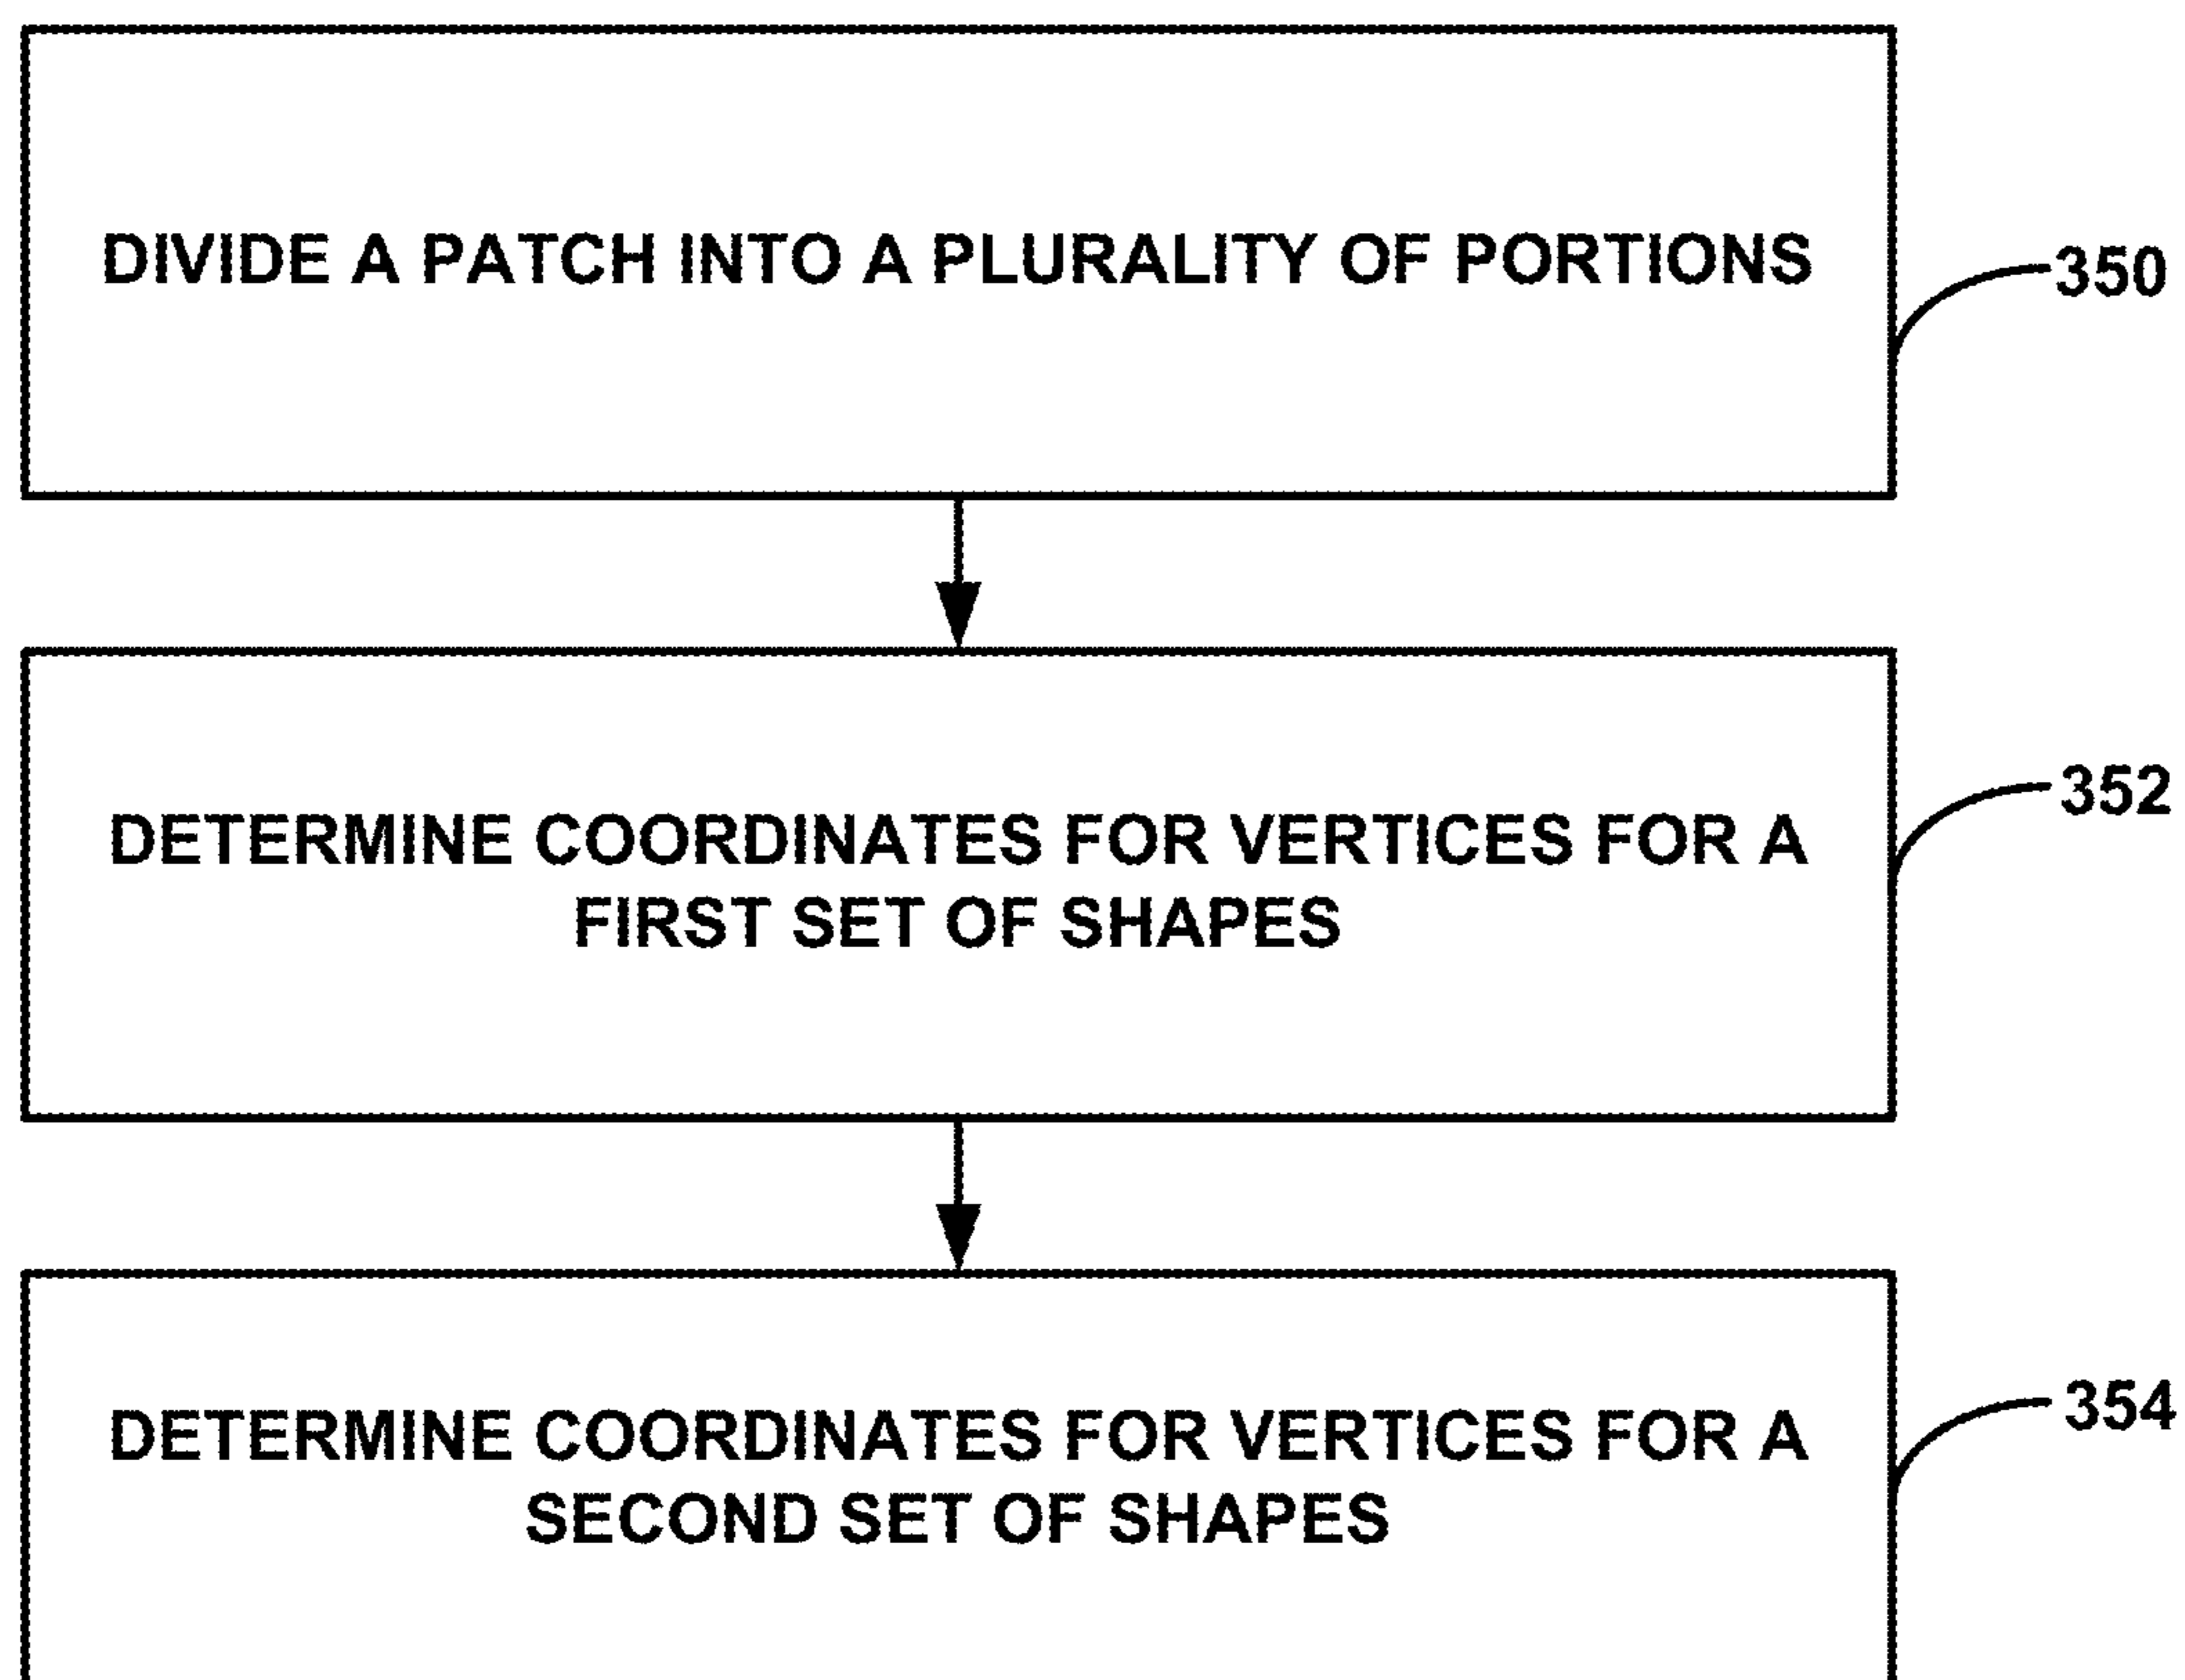 DIVIDE A PATCH INTO A PLURALITY OF PORTIONS
350
DETERMINE COORDINATES FOR VERTICES FOR A
FIRST SET OF SHAPES
352
DETERMINE COORDINATES FOR VERTICES FOR A
SECOND SET OF SHAPES
354